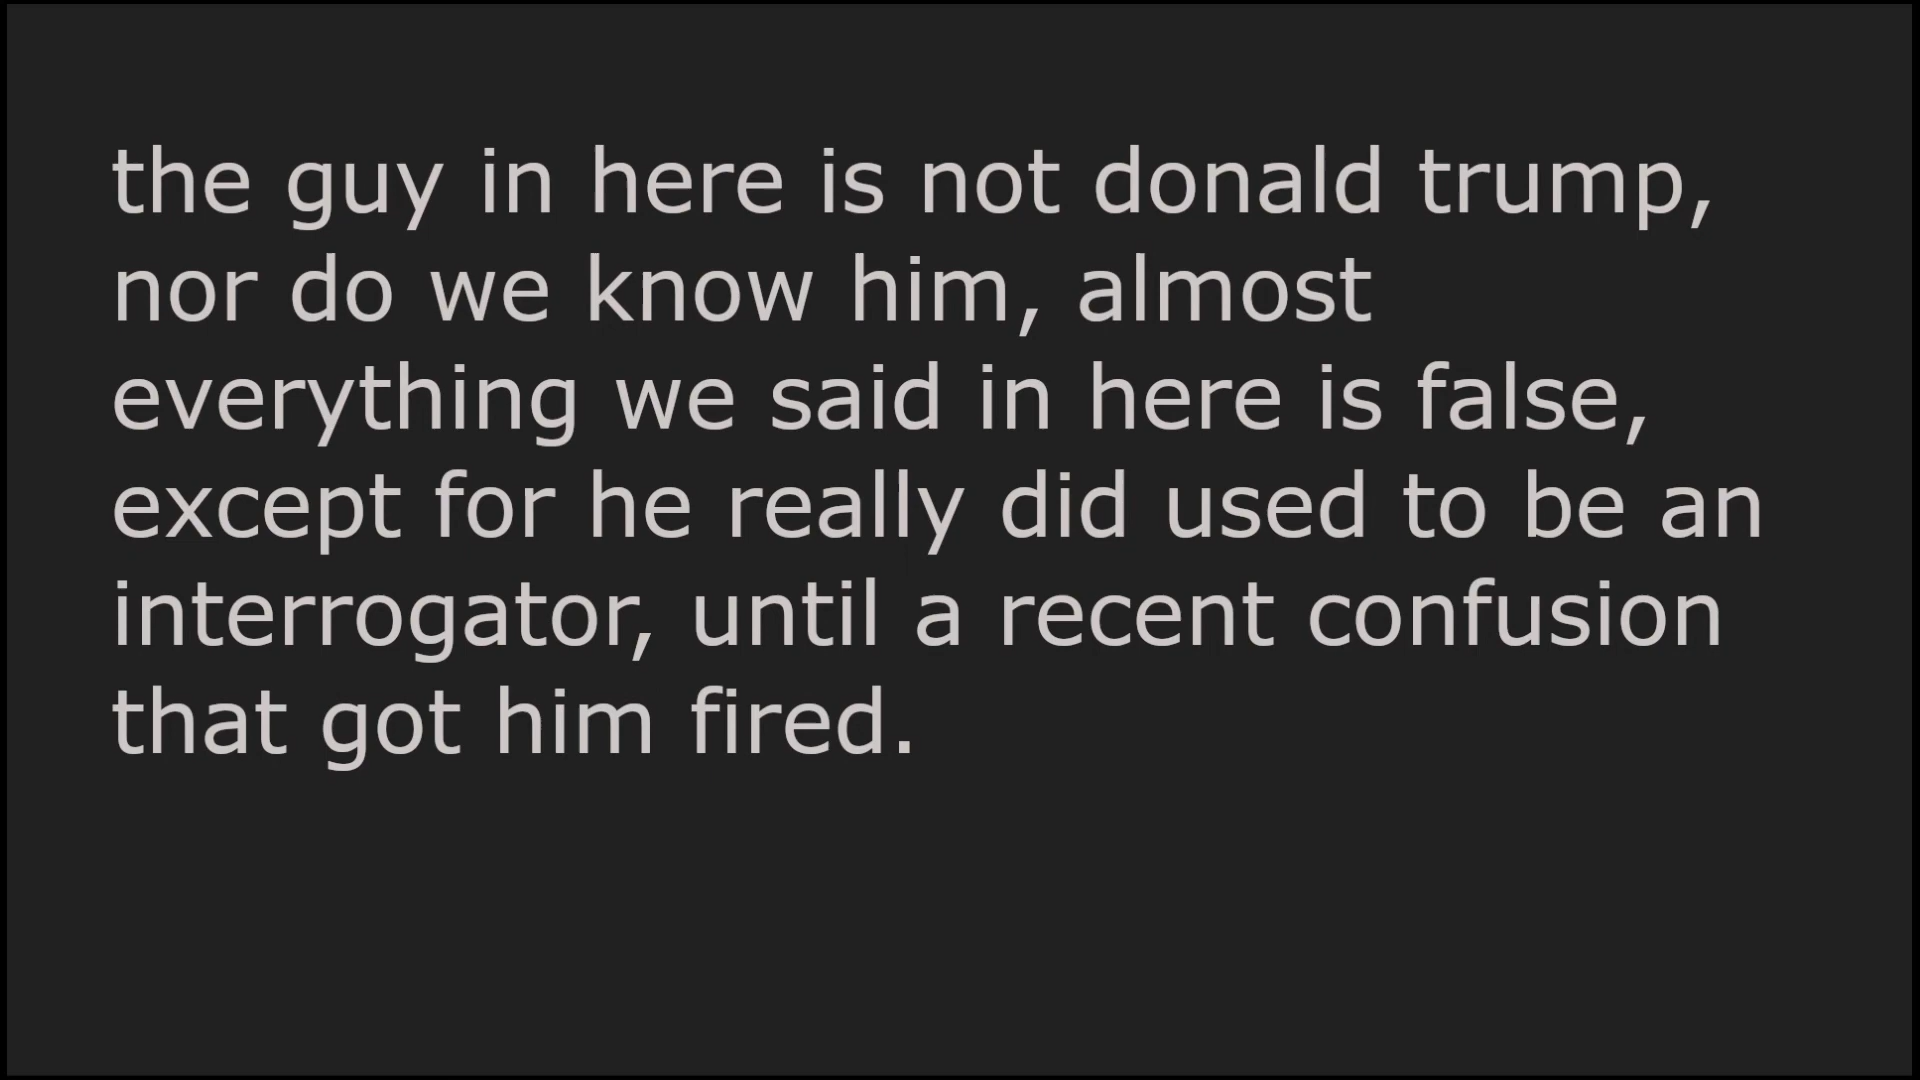 the guy in here is not donald trump,
nor do we know him, almost
everything we said in here is false,
except for he really did used to be an
interrogator, until a recent confusion
that got him fired.